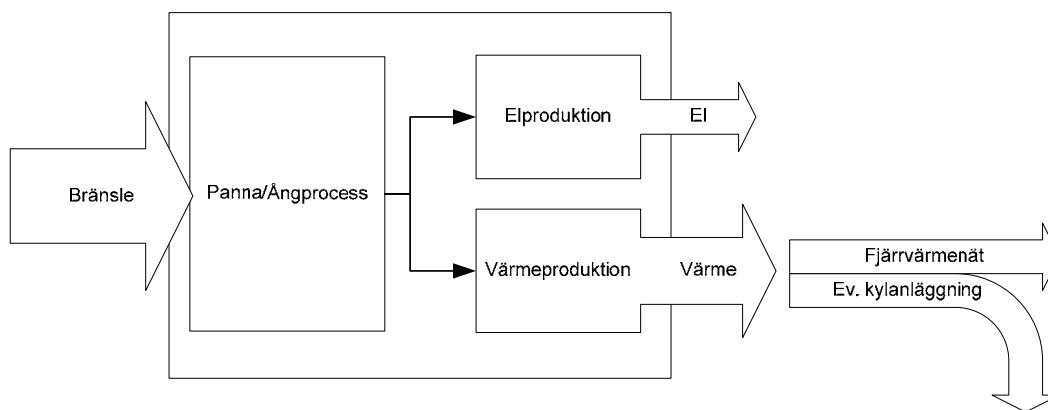 Bränsle
Panna/Ångprocess
Elproduktion
El
Värmeproduktion
Värme
Fjärrvärmenät
Ev. kylanläggning